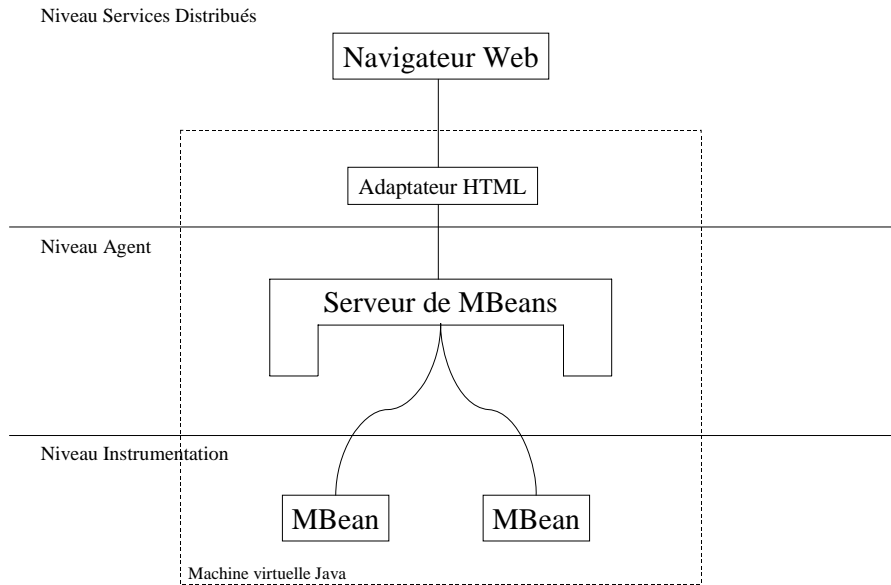 Niveau Services Distribués
Navigateur Web
Adaptateur HTML
Niveau Agent
Serveur de MBeans
Niveau Instrumentation
MBean
MBean
Machine virtuelle Java